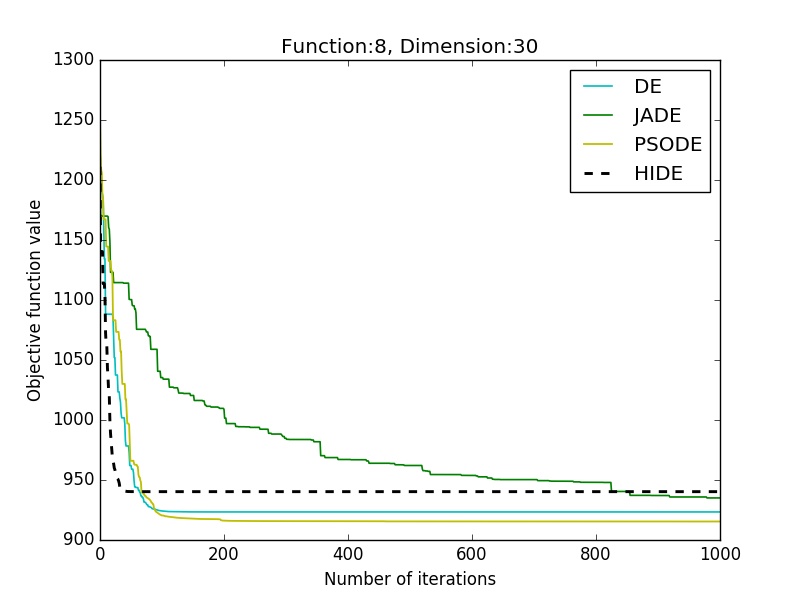 Function:8, Dimension:30
1300
1250
1200
1150
1100
1050
1000
950
900
Objective function value
0
200
400
600
800
1000
Number of iterations
DE
JADE
PSODE
HIDE